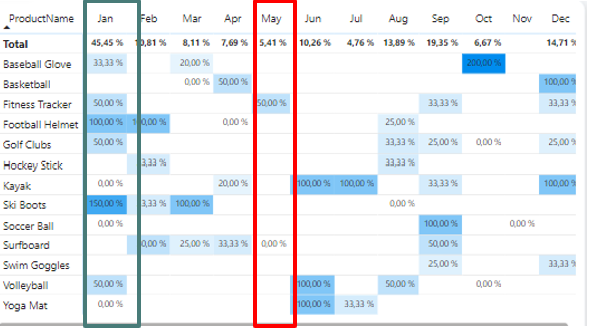 ProductName Jan Feb Mar Apr May Jun Jul Aug Sep Oct Nov Dec
Total 45,45 % 10,81 % 8,11 % 7,69 % 5,41 % 10,26 % 4,76 % 13,89 % 19,35 % 6,67 % 14,71 %
Baseball Glove 33,33 % 20,00 % 200,00 %
Basketball 0,00 % 50,00 % 100,00 %
Fitness Tracker 50,00 % 50,00 % 33,33 % 33,33 %
Football Helmet 100,00 % 100,00 % 0,00 % 25,00 %
Golf Clubs 50,00 % 33,33 % 25,00 % 0,00 % 25,00 %
Hockey Stick 33,33 % 33,33 %
Kayak 0,00 % 20,00 % 100,00 % 100,00 % 33,33 % 33,33 % 100,00 %
Ski Boots 150,00 % 33,33 % 100,00 % 0,00 %
Soccer Ball 0,00 % 100,00 % 0,00 %
Surfboard 25,00 % 33,33 % 0,00 % 50,00 %
Swim Goggles 25,00 % 33,33 %
Volleyball 50,00 % 100,00 % 50,00 % 0,00 %
Yoga Mat 0,00 % 100,00 % 33,33 %